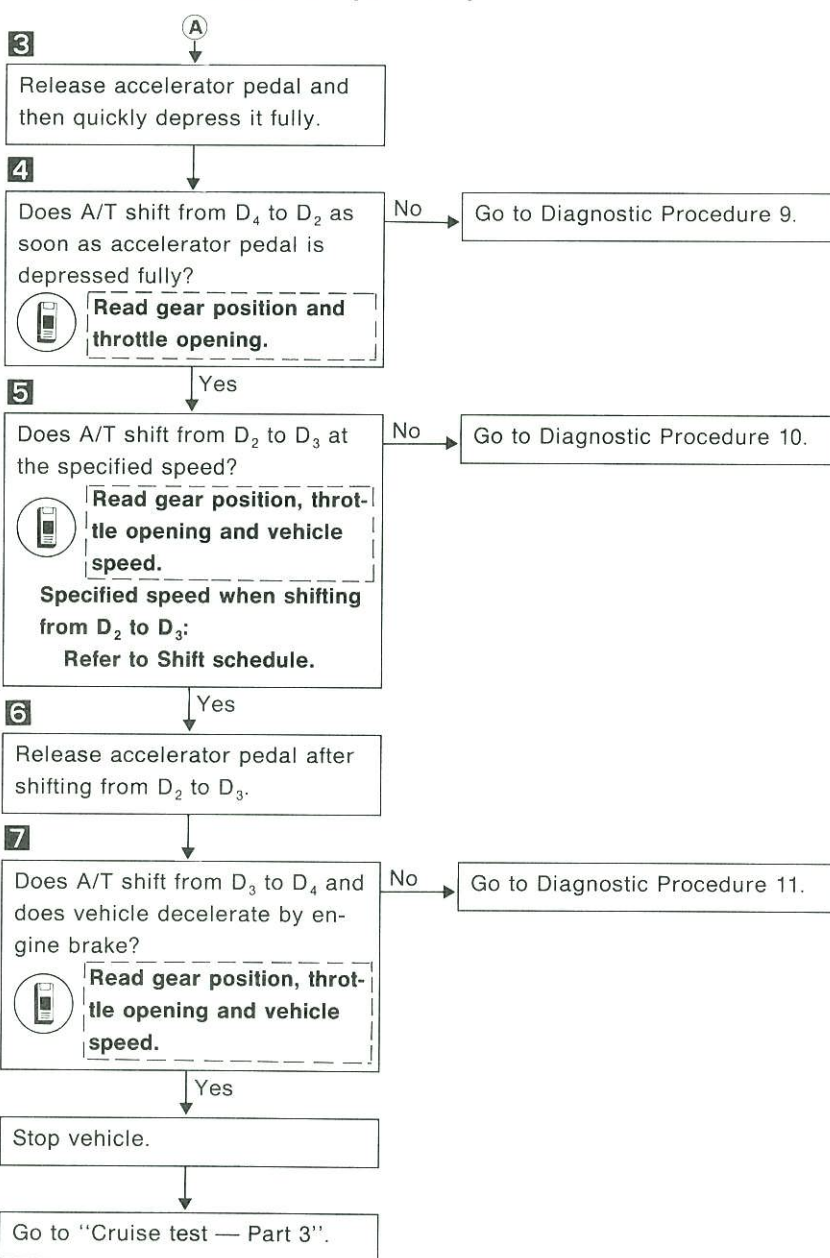 A
3
Release accelerator pedal and
then quickly depress it fully.
4
Does A/T shift from D₄ to D₂ as
soon as accelerator pedal is
depressed fully?
Read gear position and
throttle opening.
No
Go to Diagnostic Procedure 9.
Yes
5
Does A/T shift from D₂ to D₃ at
the specified speed?
Read gear position, throt-
tle opening and vehicle
speed.
Specified speed when shifting
from D₂ to D₃:
Refer to Shift schedule.
No
Go to Diagnostic Procedure 10.
Yes
6
Release accelerator pedal after
shifting from D₂ to D₃.
7
Does A/T shift from D₃ to D₄ and
does vehicle decelerate by en-
gine brake?
Read gear position, throt-
tle opening and vehicle
speed.
No
Go to Diagnostic Procedure 11.
Yes
Stop vehicle.
Go to "Cruise test — Part 3".